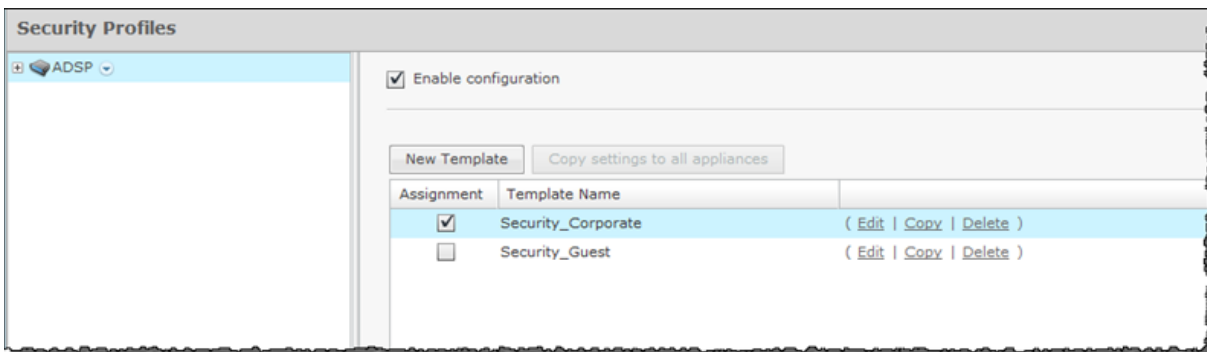 Security Profiles
ADSP
Enable configuration
New Template
Copy settings to all appliances
Assignment Template Name
Security_Corporate ( Edit | Copy | Delete )
Security_Guest ( Edit | Copy | Delete )